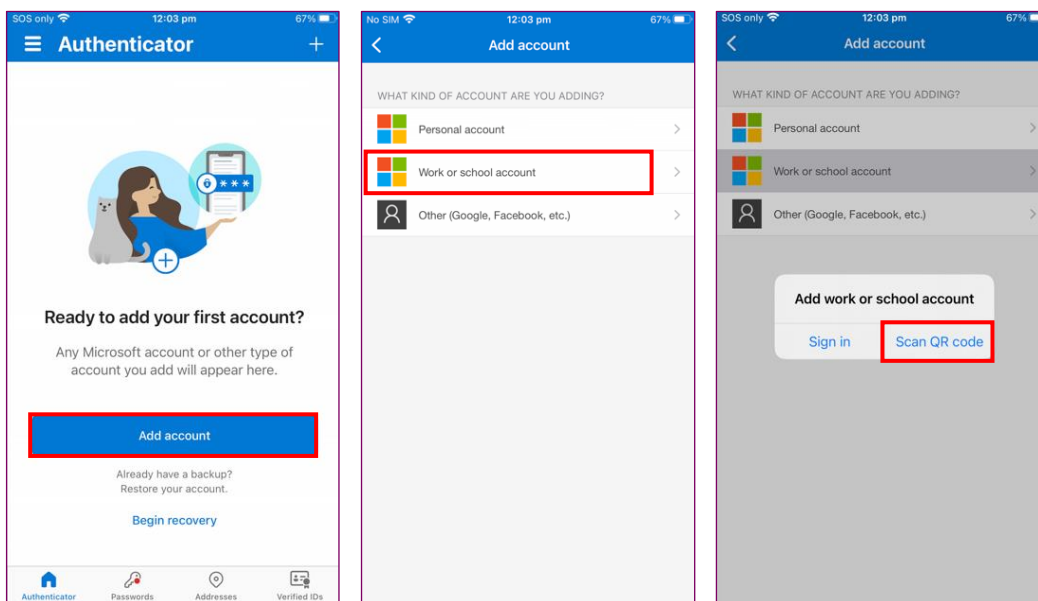 SOS only 12:03 pm 67%
Authenticator
* * *
Ready to add your first account?
Any Microsoft account or other type of
account you add will appear here.
Add account
Already have a backup?
Restore your account.
Begin recovery
Authenticator Passwords Addresses Verified IDs
No SIM 12:03 pm 67%
Add account
WHAT KIND OF ACCOUNT ARE YOU ADDING?
Personal account
Work or school account
Other (Google, Facebook, etc.)
SOS only 12:03 pm 67%
Add account
WHAT KIND OF ACCOUNT ARE YOU ADDING?
Personal account
Work or school account
Other (Google, Facebook, etc.)
Add work or school account
Sign in Scan QR code